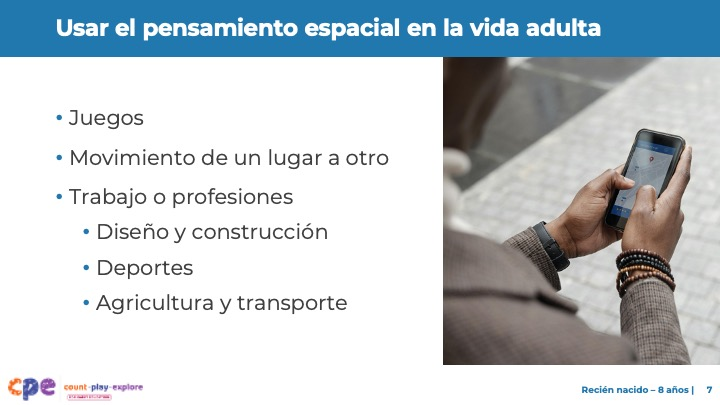 Usar el pensamiento espacial en la vida adulta
• Juegos
• Movimiento de un lugar a otro
• Trabajo o profesiones
• Diseño y construcción
• Deportes
• Agricultura y transporte
cpe count-play-explore
Recién nacido – 8 años | 7